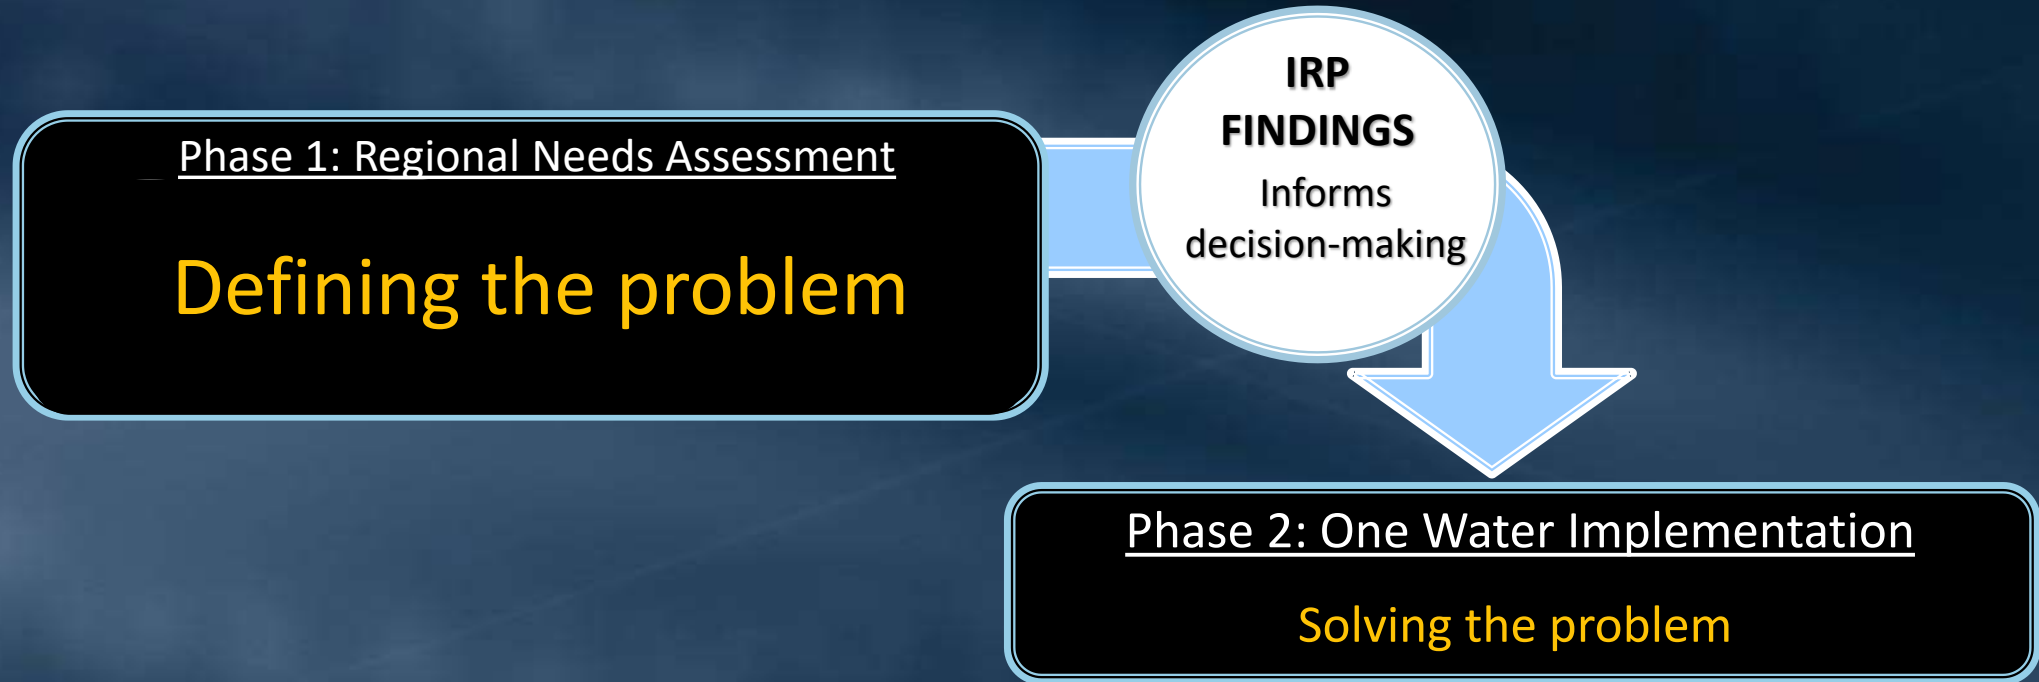 Phase 1: Regional Needs Assessment
Defining the problem
IRP
FINDINGS
Informs
decision-making
Phase 2: One Water Implementation
Solving the problem